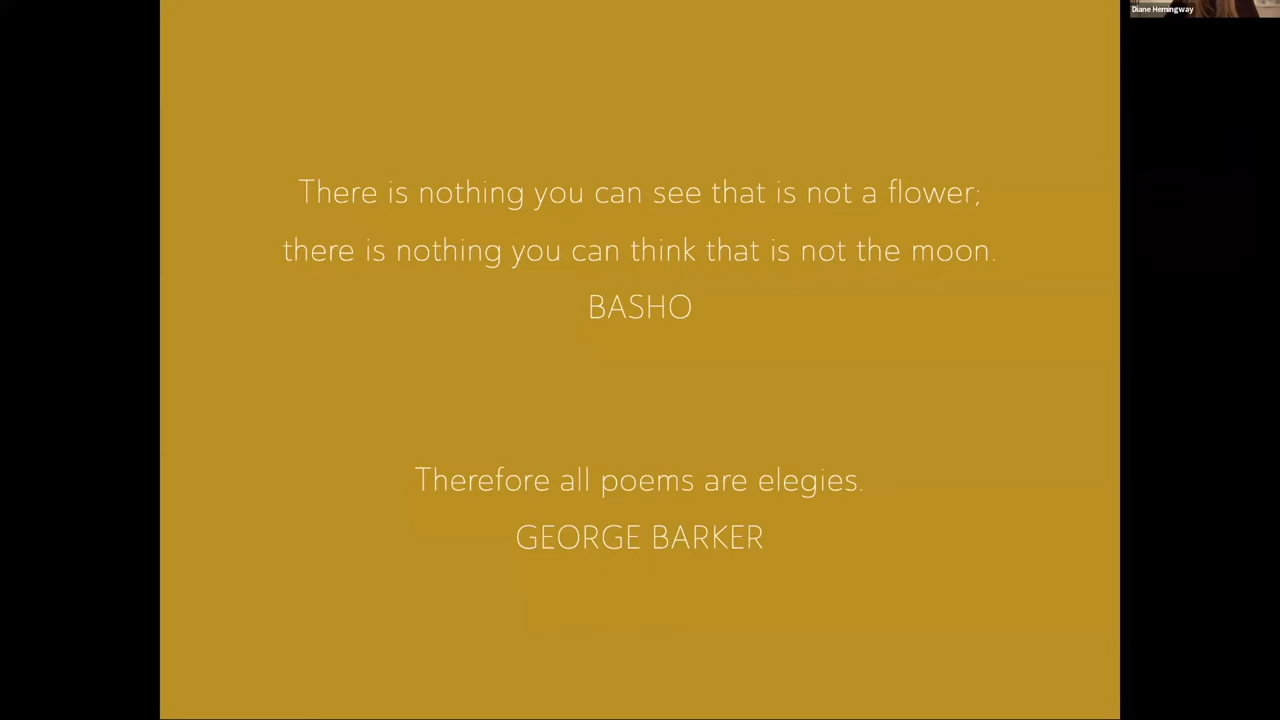 Diane Hemingway
There is nothing you can see that is not a flower;
there is nothing you can think that is not the moon.
BASHO
Therefore all poems are elegies.
GEORGE BARKER